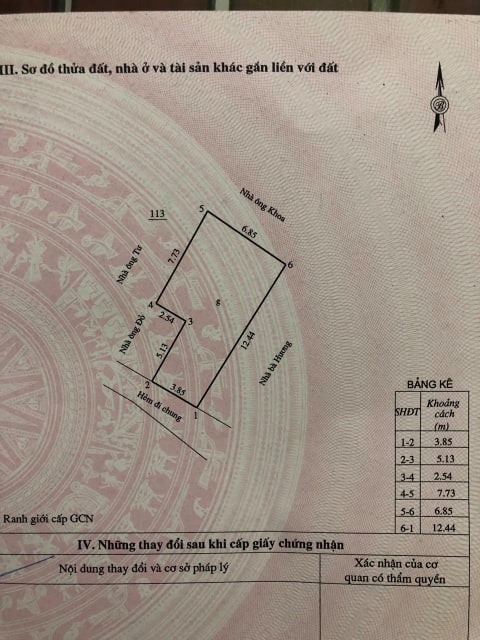 III. Sơ đồ thửa đất, nhà ở và tài sản khác gắn liền với đất
B
113
5
Nhà ông Khoa
6.85
6
Nhà ông Tư
7.73
4
2.54
3
8
12.44
Nhà ông Đỏ
5.13
Nhà bà Hương
2
3.85
1
Hẻm đi chung
BẢNG KÊ
SHĐT Khoảng cách (m)
1-2 3.85
2-3 5.13
3-4 2.54
4-5 7.73
5-6 6.85
6-1 12.44
Ranh giới cấp GCN
IV. Những thay đổi sau khi cấp giấy chứng nhận
Nội dung thay đổi và cơ sở pháp lý
Xác nhận của cơ
quan có thẩm quyền